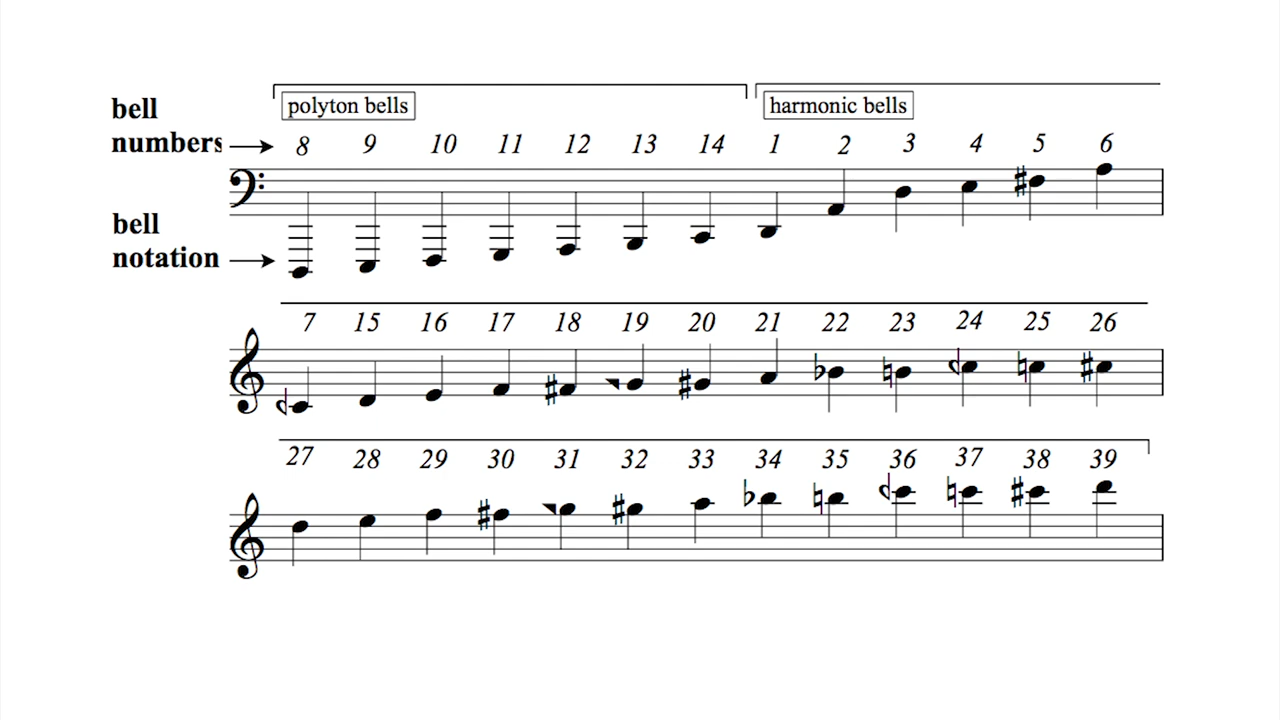 bell
numbers
polyton bells
harmonic bells
8 9 10 11 12 13 14 1 2 3 4 5 6
bell
notation
7 15 16 17 18 19 20 21 22 23 24 25 26
27 28 29 30 31 32 33 34 35 36 37 38 39